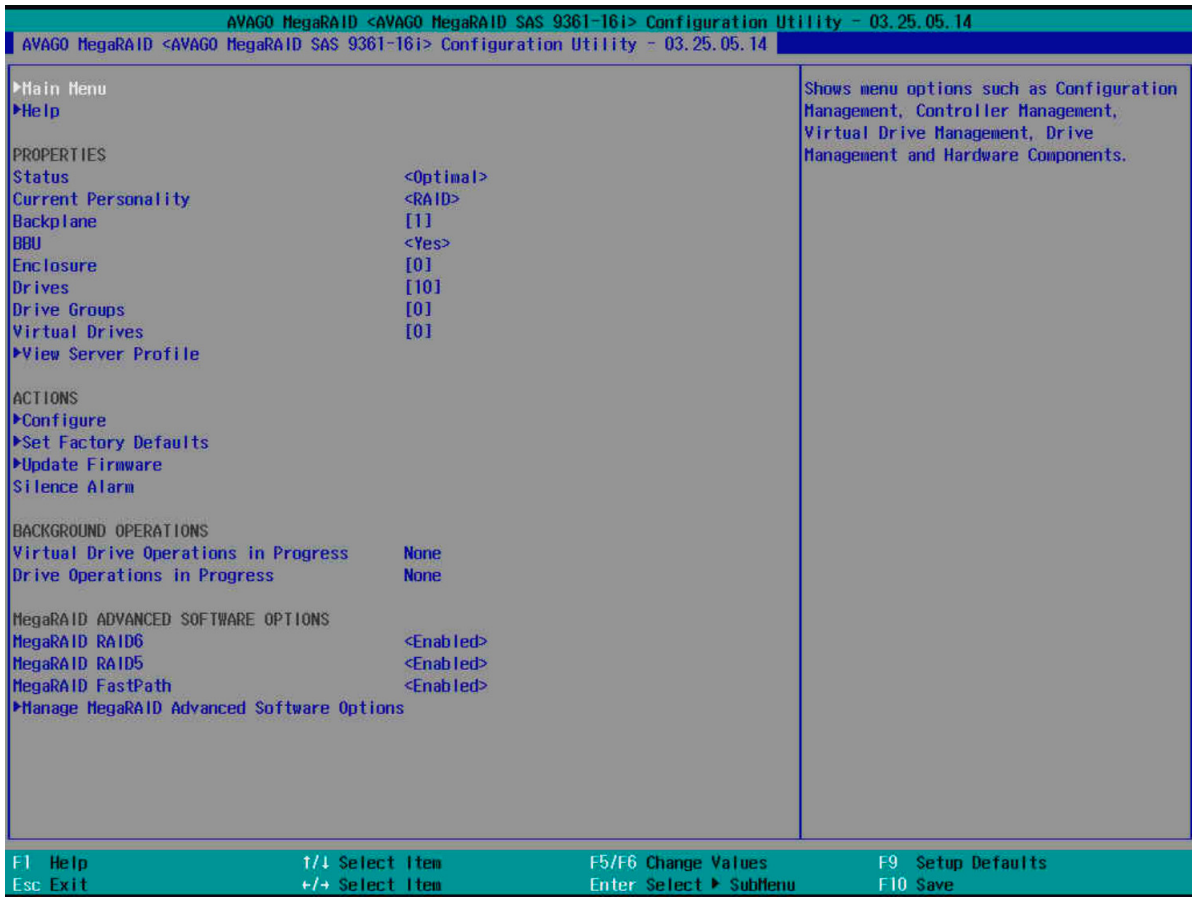 AVAGO MegaRAID <AVAGO MegaRAID SAS 9361-16i> Configuration Utility - 03.25.05.14
AVAGO MegaRAID <AVAGO MegaRAID SAS 9361-16i> Configuration Utility - 03.25.05.14
▶Main Menu
▶Help
PROPERTIES
Status <Optimal>
Current Personality <RAID>
Backplane [1]
BBU <Yes>
Enclosure [0]
Drives [10]
Drive Groups [0]
Virtual Drives [0]
▶View Server Profile
ACTIONS
▶Configure
▶Set Factory Defaults
▶Update Firmware
Silence Alarm
BACKGROUND OPERATIONS
Virtual Drive Operations in Progress None
Drive Operations in Progress None
MegaRAID ADVANCED SOFTWARE OPTIONS
MegaRAID RAID6 <Enabled>
MegaRAID RAID5 <Enabled>
MegaRAID FastPath <Enabled>
▶Manage MegaRAID Advanced Software Options
Shows menu options such as Configuration
Management, Controller Management,
Virtual Drive Management, Drive
Management and Hardware Components.
F1 Help ↑/↓ Select Item F5/F6 Change Values F9 Setup Defaults
Esc Exit ←/→ Select Item Enter Select ▶ SubMenu F10 Save